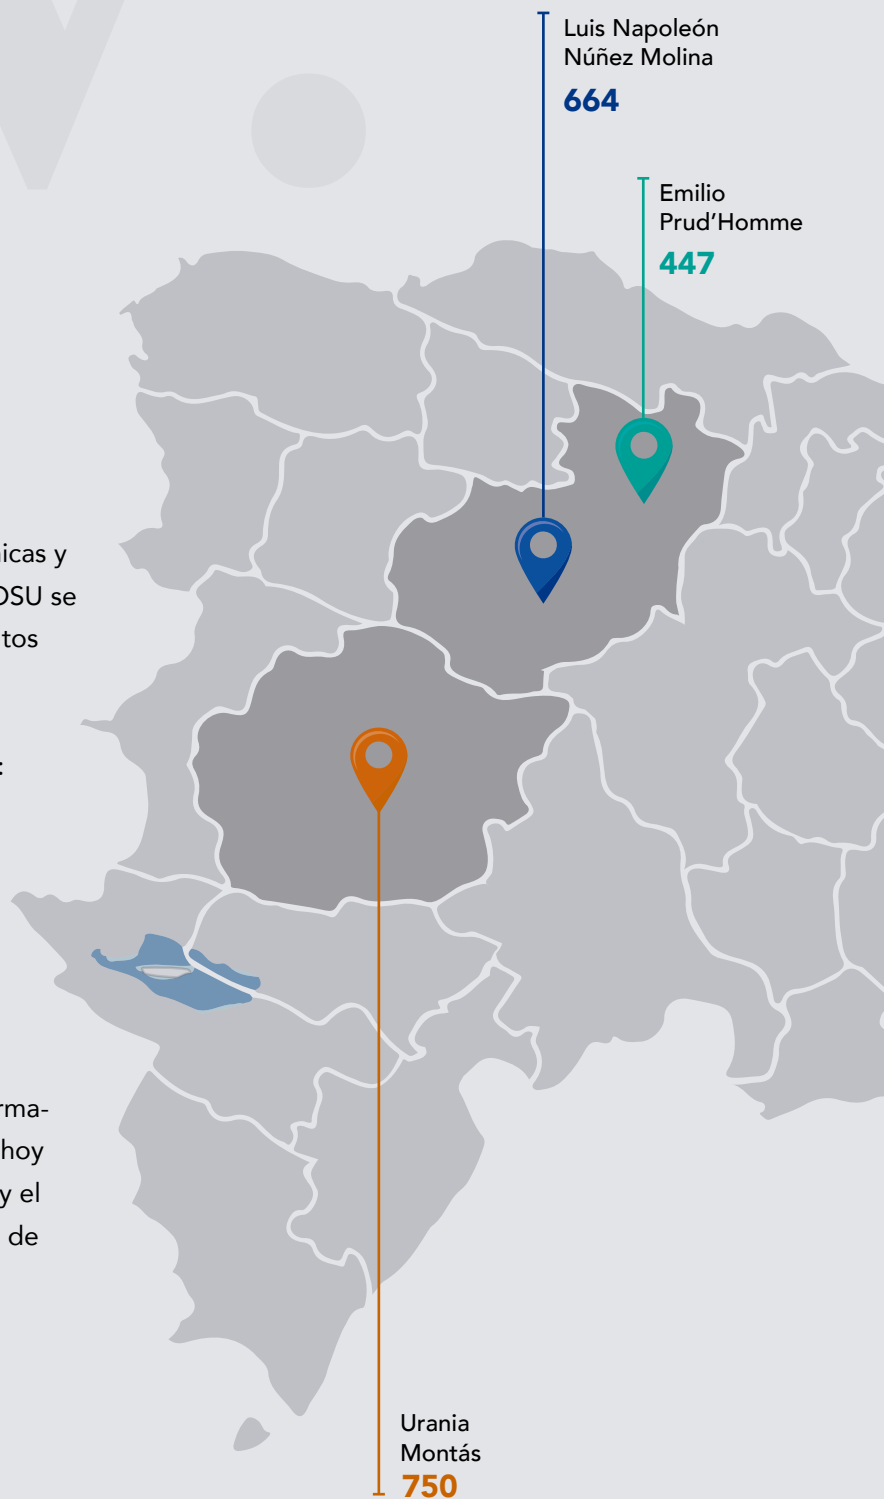 Luis Napoleón
Núñez Molina
664
Emilio
Prud'Homme
447
icas y
OSU se
tos
:
rma-
hoy
y el
de
Urania
Montás
750